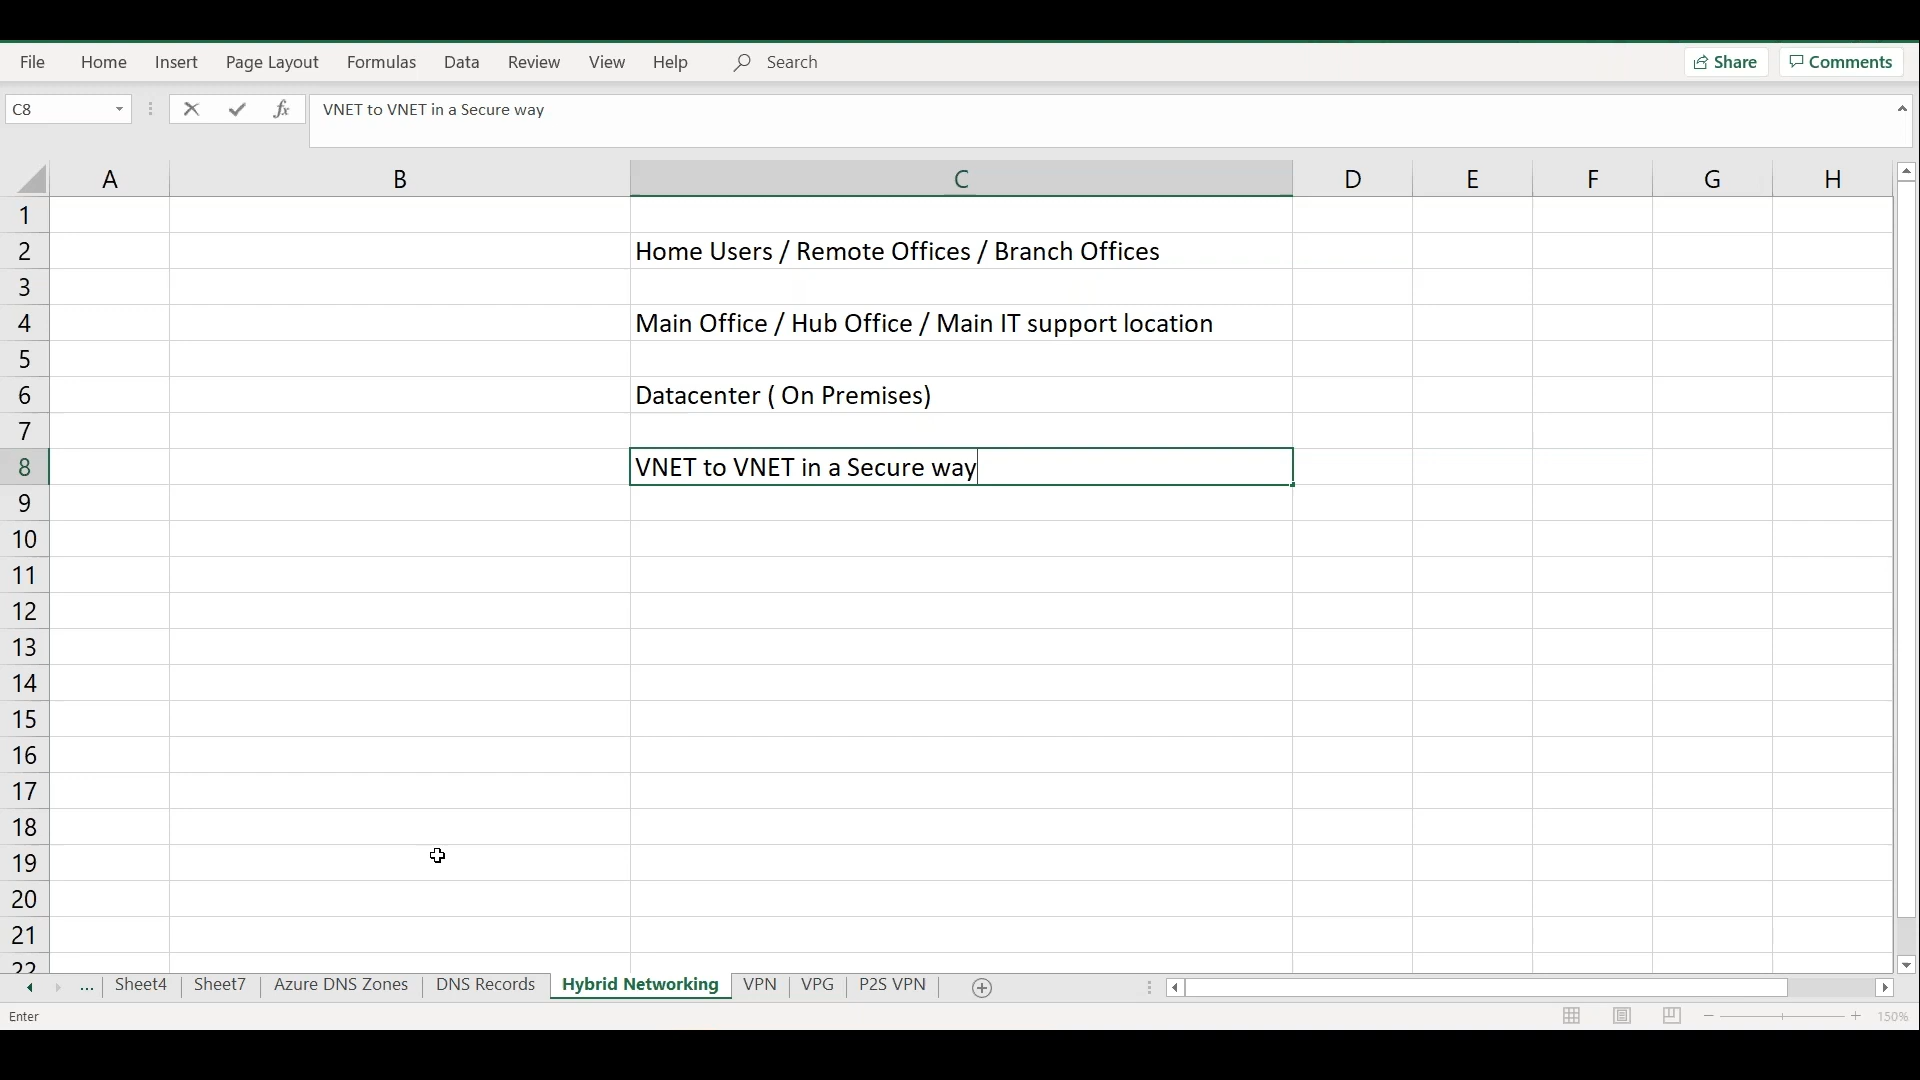 File Home Insert Page Layout Formulas Data Review View Help Search Share Comments
C8 fx VNET to VNET in a Secure way
A B C D E F G H
1
2 Home Users / Remote Offices / Branch Offices
3
4 Main Office / Hub Office / Main IT support location
5
6 Datacenter ( On Premises)
7
8 VNET to VNET in a Secure way
9
10
11
12
13
14
15
16
17
18
19
20
21
22
... Sheet4 Sheet7 Azure DNS Zones DNS Records Hybrid Networking VPN VPG P2S VPN
Enter 150%